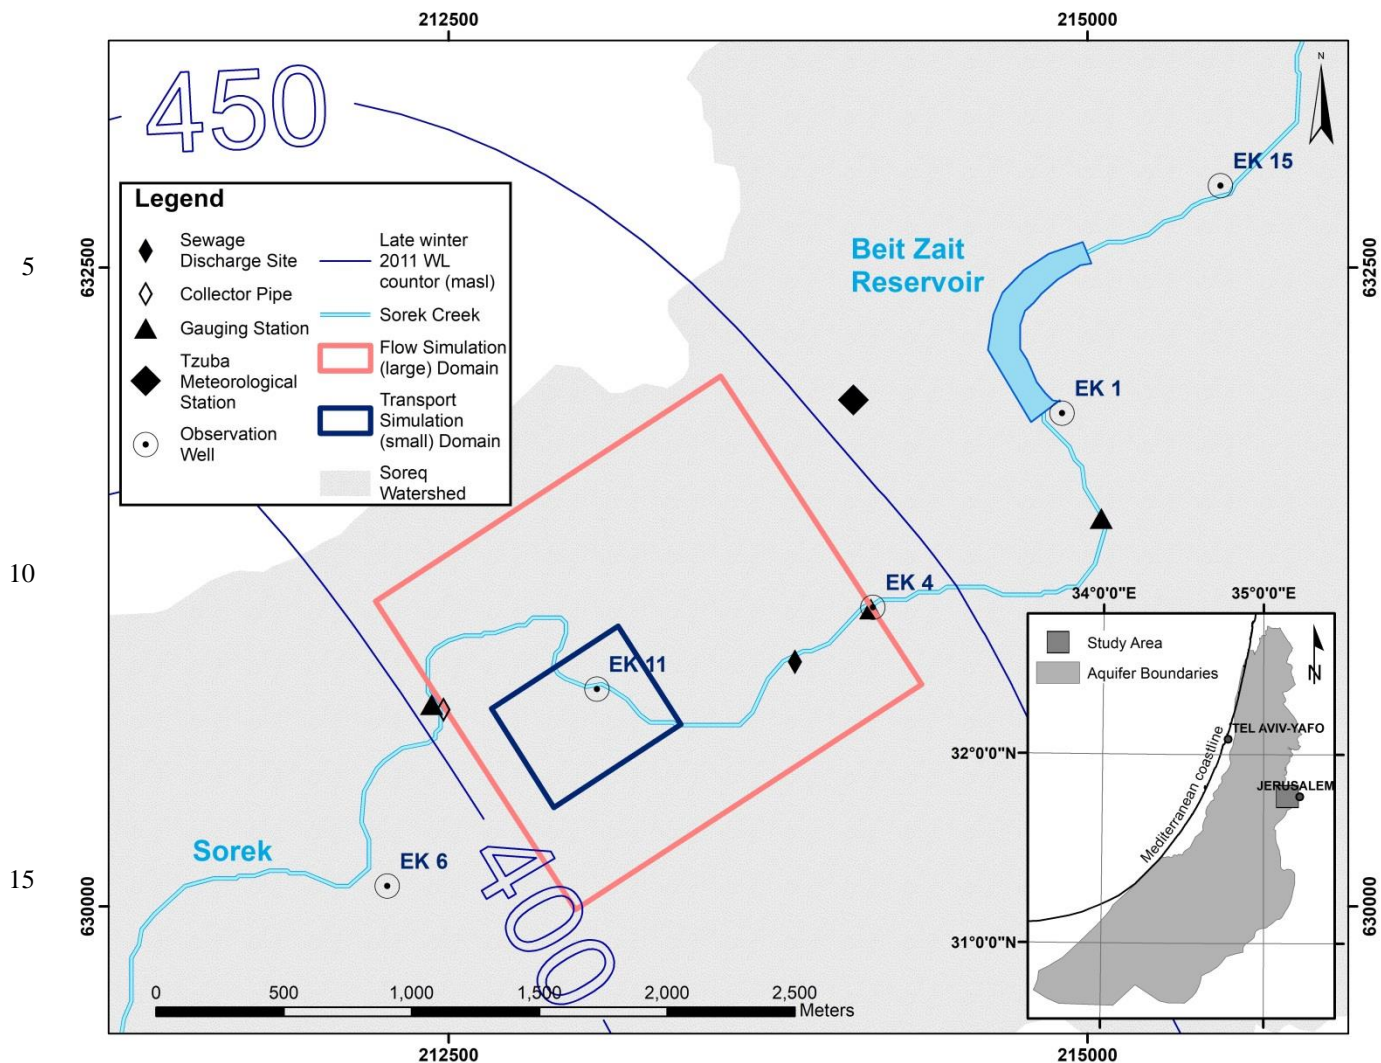 212500
215000
450
N
EK 15
Legend
Sewage
Discharge Site
Collector Pipe
Gauging Station
Tzuba
Meteorological
Station
Observation
Well
Late winter
2011 WL
countor (masl)
Sorek Creek
Flow Simulation
(large) Domain
Transport
Simulation
(small) Domain
Soreq
Watershed
5
632500
632500
Beit Zait
Reservoir
EK 1
10
EK 4
EK 11
34°0'0"E
35°0'0"E
Study Area
Aquifer Boundaries
N
TEL AVIV-YAFO
32°0'0"N
JERUSALEM
Mediterranean coastline
31°0'0"N
Sorek
EK 6
400
15
630000
630000
0
500
1,000
1,500
2,000
2,500
Meters
212500
215000